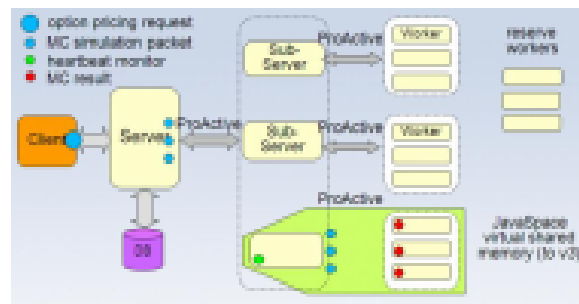 option pricing request
MC simulation packet
heartbeat monitor
MC result
Client
Server
DB
ProActive
Sub-
Server
ProActive
Worker
Sub-
Server
ProActive
Worker
ProActive
reserve
workers
JavaSpace
virtual shared
memory (to v3)